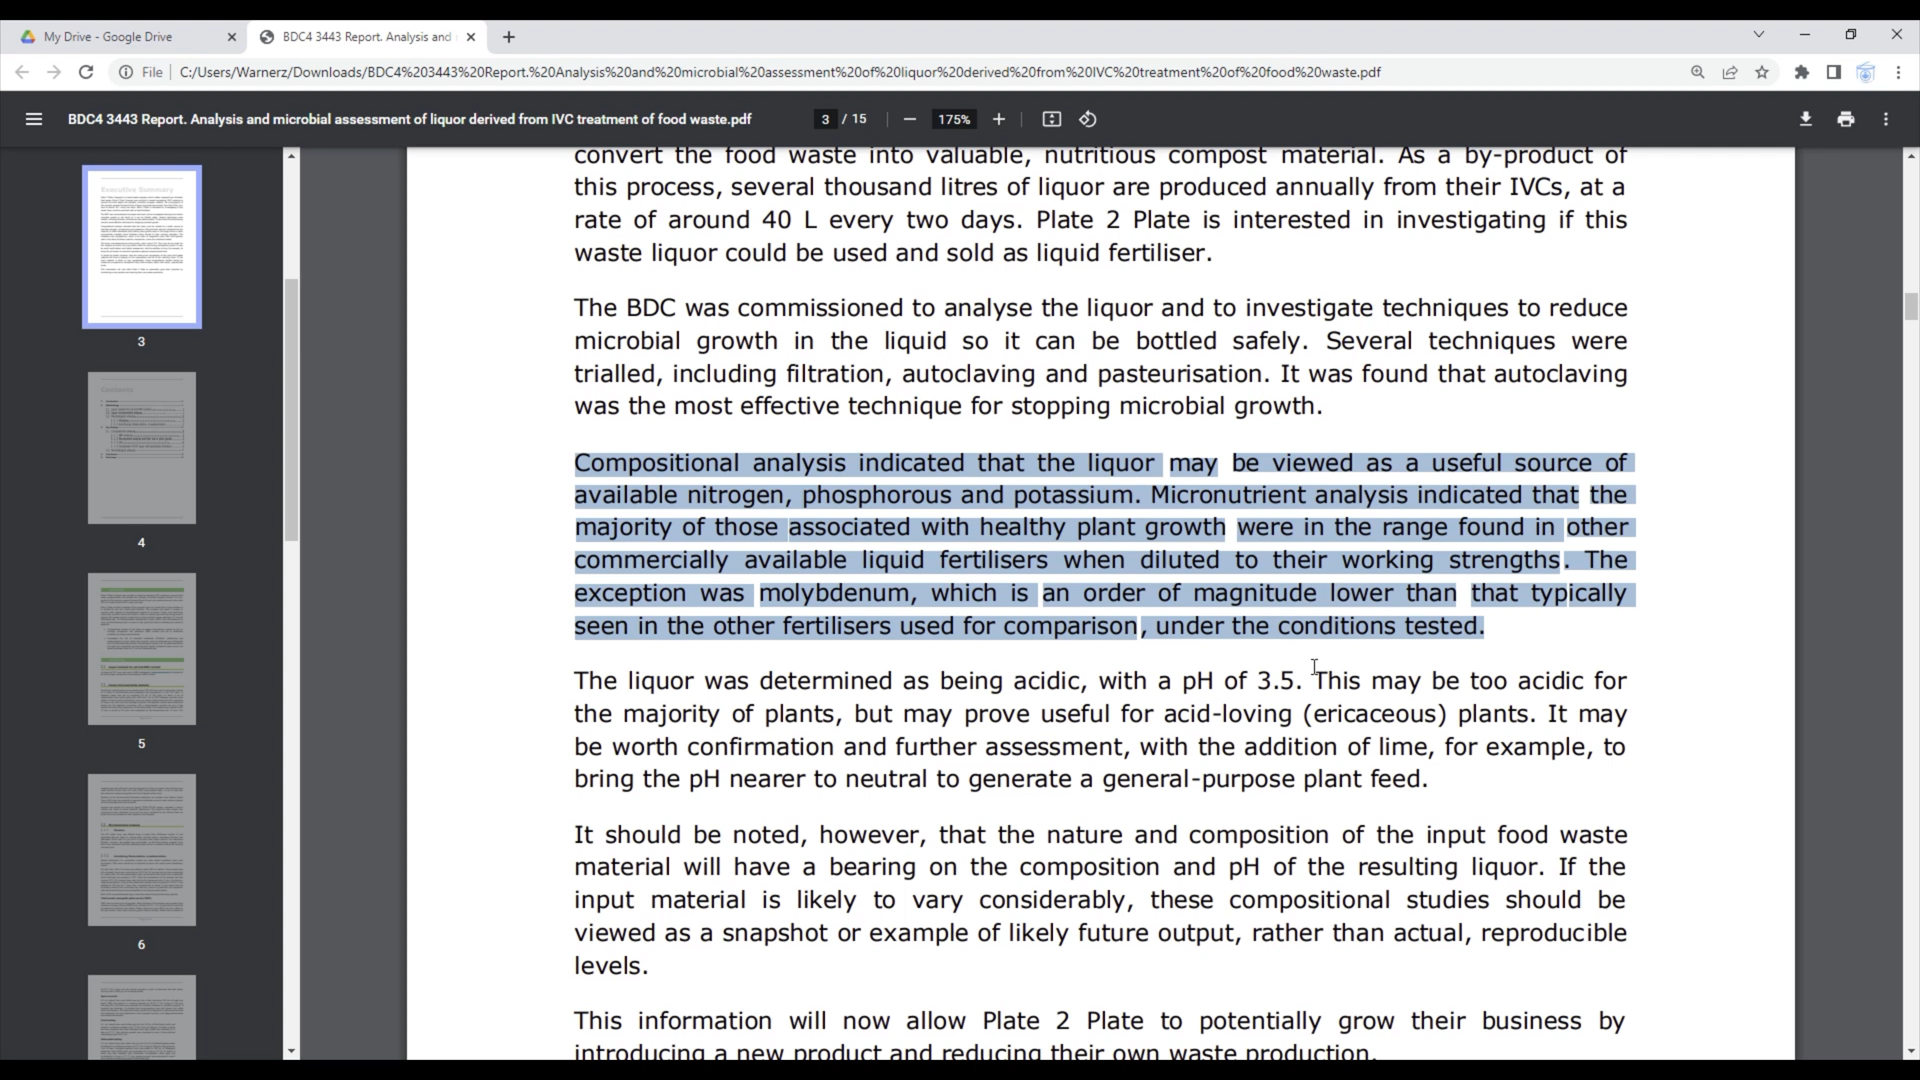 My Drive - Google Drive
BDC4 3443 Report. Analysis and
File
C:/Users/Warnerz/Downloads/BDC4%203443%20Report.%20Analysis%20and%20microbial%20assessment%20of%20liquor%20derived%20from%20IVC%20treatment%20of%20food%20waste.pdf
BDC4 3443 Report. Analysis and microbial assessment of liquor derived from IVC treatment of food waste.pdf
3 / 15
175%
Executive Summary
3
Contents
4
5
6
convert the food waste into valuable, nutritious compost material. As a by-product of
this process, several thousand litres of liquor are produced annually from their IVCs, at a
rate of around 40 L every two days. Plate 2 Plate is interested in investigating if this
waste liquor could be used and sold as liquid fertiliser.
The BDC was commissioned to analyse the liquor and to investigate techniques to reduce
microbial growth in the liquid so it can be bottled safely. Several techniques were
trialled, including filtration, autoclaving and pasteurisation. It was found that autoclaving
was the most effective technique for stopping microbial growth.
Compositional analysis indicated that the liquor may be viewed as a useful source of
available nitrogen, phosphorous and potassium. Micronutrient analysis indicated that the
majority of those associated with healthy plant growth were in the range found in other
commercially available liquid fertilisers when diluted to their working strengths. The
exception was molybdenum, which is an order of magnitude lower than that typically
seen in the other fertilisers used for comparison, under the conditions tested.
The liquor was determined as being acidic, with a pH of 3.5. This may be too acidic for
the majority of plants, but may prove useful for acid-loving (ericaceous) plants. It may
be worth confirmation and further assessment, with the addition of lime, for example, to
bring the pH nearer to neutral to generate a general-purpose plant feed.
It should be noted, however, that the nature and composition of the input food waste
material will have a bearing on the composition and pH of the resulting liquor. If the
input material is likely to vary considerably, these compositional studies should be
viewed as a snapshot or example of likely future output, rather than actual, reproducible
levels.
This information will now allow Plate 2 Plate to potentially grow their business by
introducing a new product and reducing their own waste production.